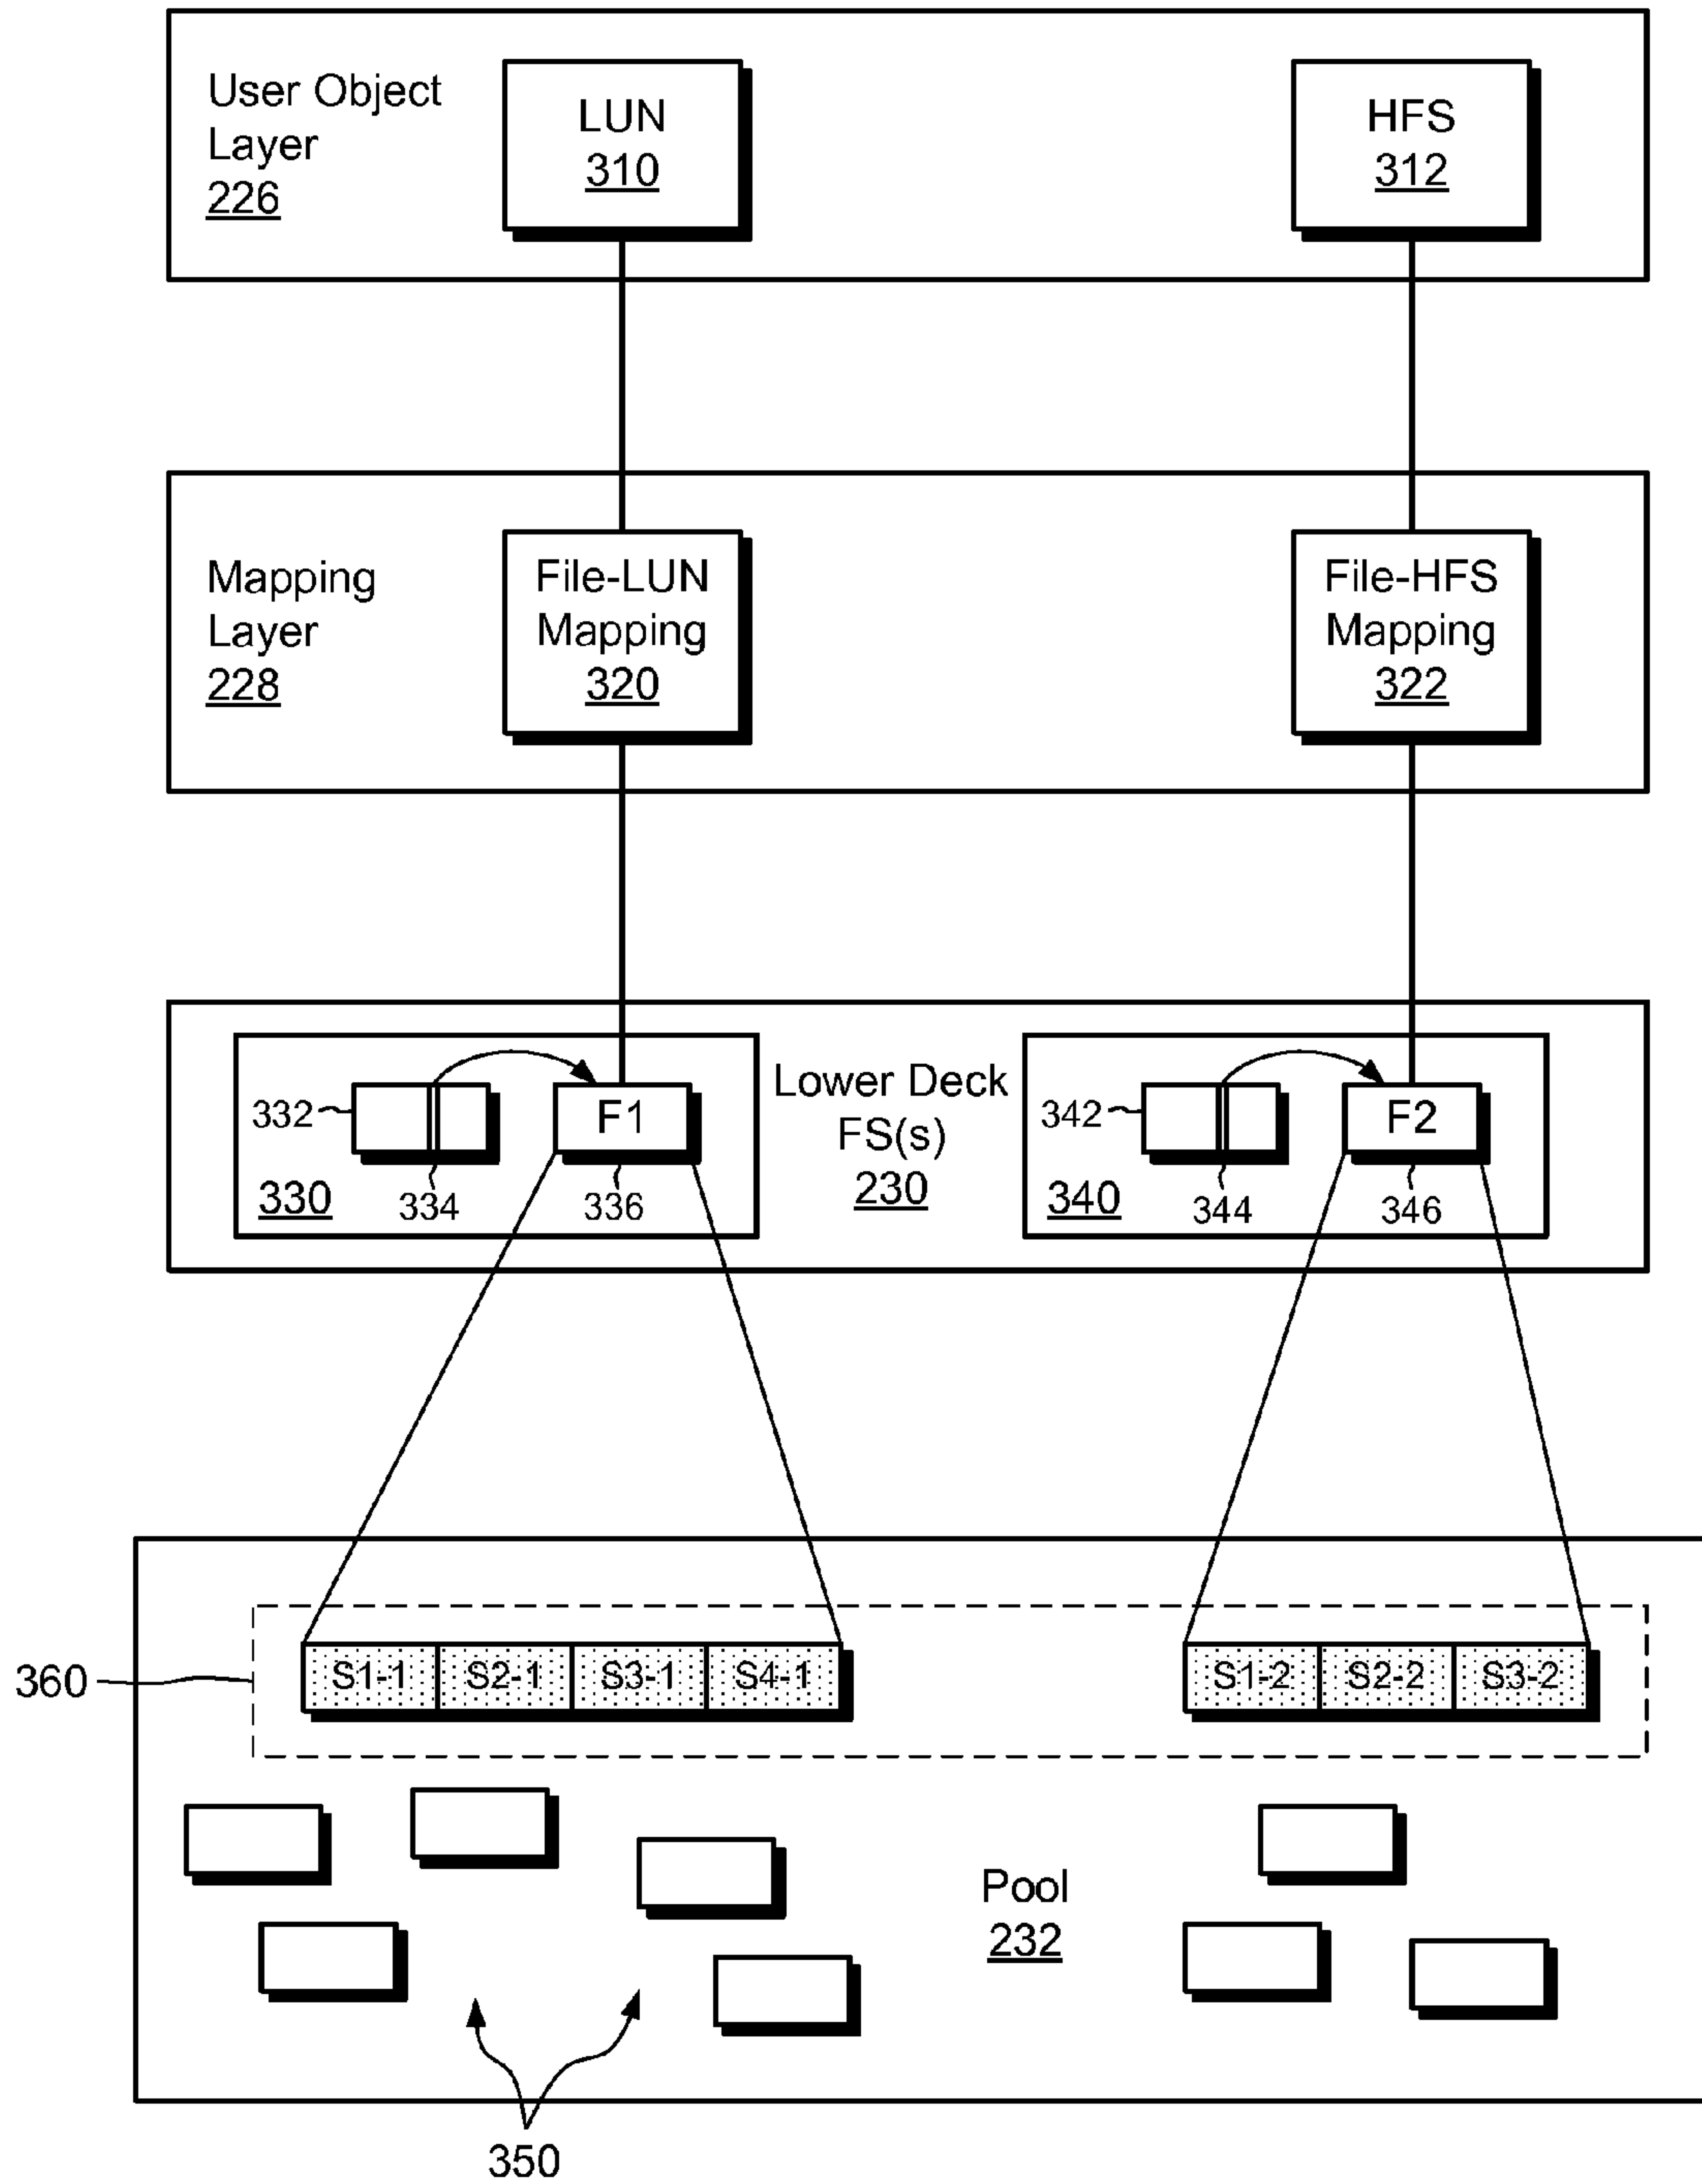 User Object
Layer
226
LUN
310
HFS
312
Mapping
Layer
228
File-LUN
Mapping
320
File-HFS
Mapping
322
332
334
330
F1
336
Lower Deck
FS(s)
230
342
344
340
F2
346
360
S1-1 S2-1 S3-1 S4-1
S1-2 S2-2 S3-2
Pool
232
350